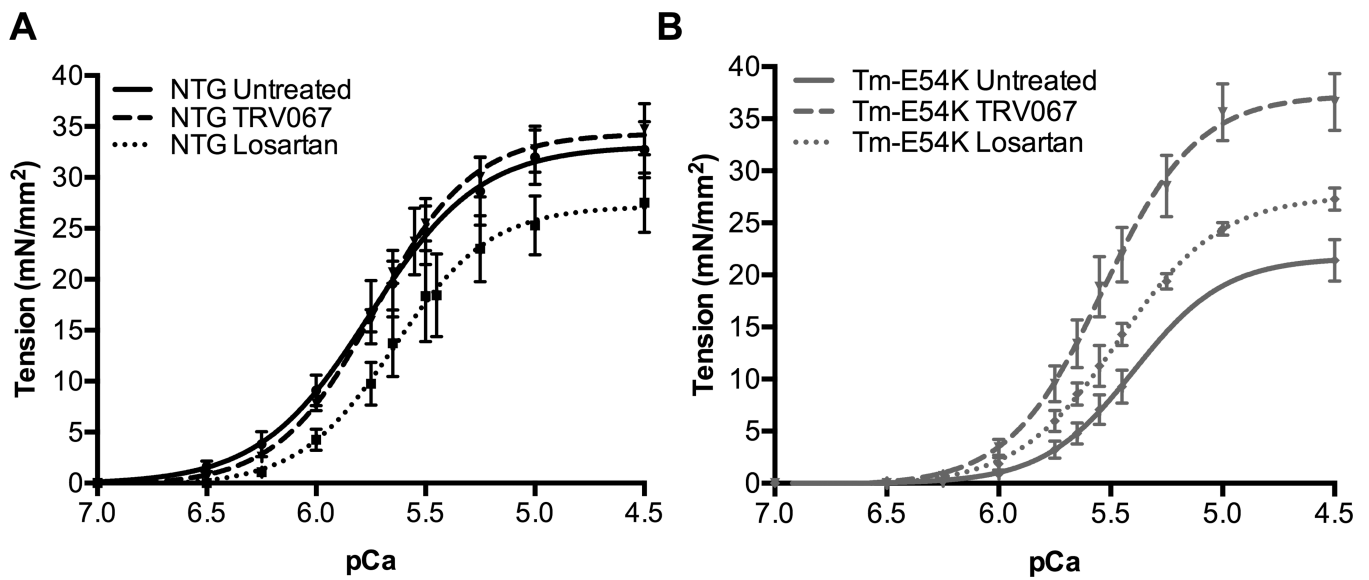 A
NTG Untreated
NTG TRV067
NTG Losartan
Tension (mN/mm²)
40
35
30
25
20
15
10
5
0
7.0 6.5 6.0 5.5 5.0 4.5
pCa
B
Tm-E54K Untreated
Tm-E54K TRV067
Tm-E54K Losartan
Tension (mN/mm²)
40
35
30
25
20
15
10
5
0
7.0 6.5 6.0 5.5 5.0 4.5
pCa